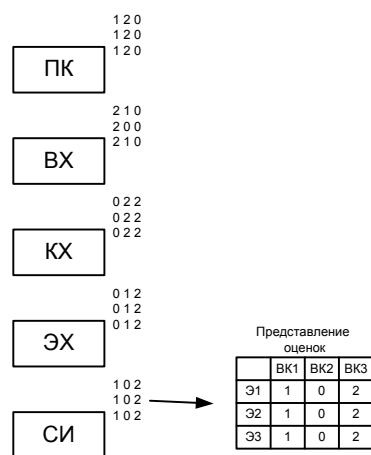 1 2 0
1 2 0
1 2 0
ПК
2 1 0
2 0 0
2 1 0
ВХ
0 2 2
0 2 2
0 2 2
КХ
0 1 2
0 1 2
0 1 2
ЭХ
1 0 2
1 0 2
1 0 2
СИ
Представление
оценок
ВК1 ВК2 ВК3
Э1 1 0 2
Э2 1 0 2
Э3 1 0 2